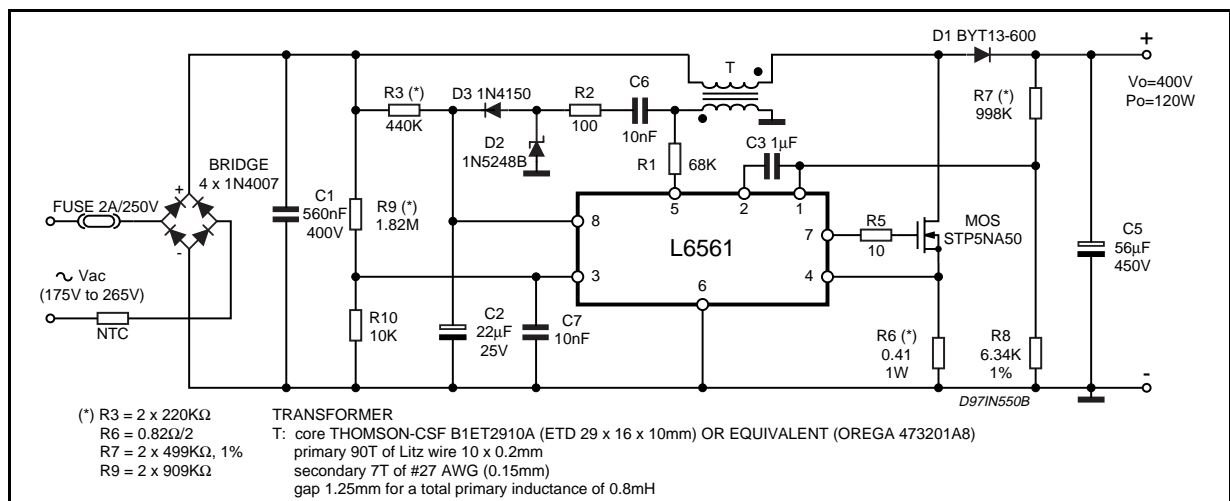 D1 BYT13-600
+
Vo=400V
Po=120W
T
C6
10nF
R3 (*)
440K
D3 1N4150
R2
100
R7 (*)
998K
D2
1N5248B
R1
68K
C3 1µF
BRIDGE
4 x 1N4007
+
-
FUSE 2A/250V
C1
560nF
400V
R9 (*)
1.82M
5
2
1
8
7
L6561
3
4
6
R5
10
MOS
STP5NA50
C5
56µF
450V
∿ Vac
(175V to 265V)
NTC
R10
10K
C2
22µF
25V
C7
10nF
R6 (*)
0.41
1W
R8
6.34K
1%
-
D97IN550B
(*) R3 = 2 x 220KΩ
R6 = 0.82Ω/2
R7 = 2 x 499KΩ, 1%
R9 = 2 x 909KΩ
TRANSFORMER
T: core THOMSON-CSF B1ET2910A (ETD 29 x 16 x 10mm) OR EQUIVALENT (OREGA 473201A8)
primary 90T of Litz wire 10 x 0.2mm
secondary 7T of #27 AWG (0.15mm)
gap 1.25mm for a total primary inductance of 0.8mH